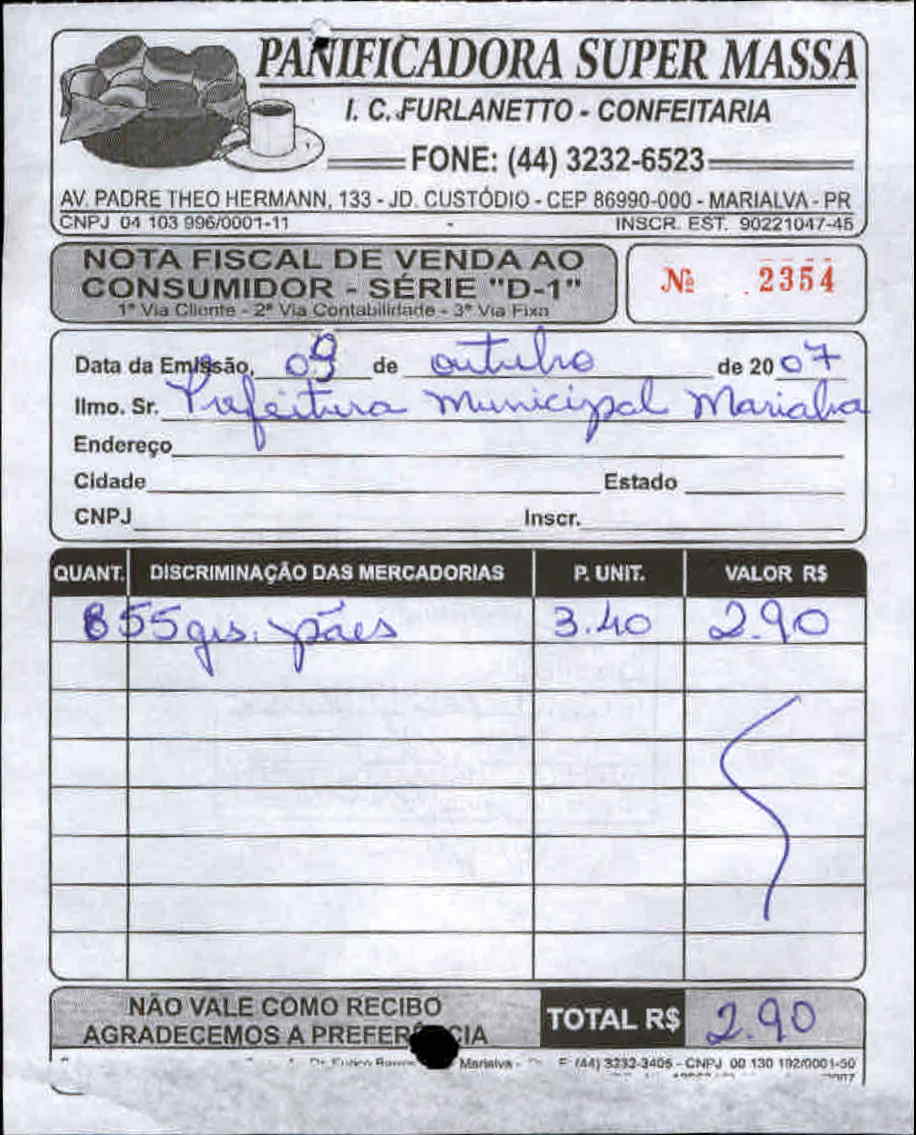 PANIFICADORA SUPER MASSA
I. C. FURLANETTO - CONFEITARIA
FONE: (44) 3232-6523
AV. PADRE THEO HERMANN, 133 - JD. CUSTÓDIO - CEP 86990-000 - MARIALVA - PR
CNPJ 04 103 996/0001-11 - INSCR. EST. 90221047-45
NOTA FISCAL DE VENDA AO
CONSUMIDOR - SÉRIE "D-1"
1ª Via Cliente - 2ª Via Contabilidade - 3ª Via Fixa
Nº 2354
Data da Emissão, 09 de outubro de 2007
Ilmo. Sr. Prefeitura Municipal Marialva
Endereço
Cidade Estado
CNPJ Inscr.
QUANT. DISCRIMINAÇÃO DAS MERCADORIAS P. UNIT. VALOR R$
855 grs. pães 3.40 2.90
NÃO VALE COMO RECIBO
AGRADECEMOS A PREFERÊNCIA
TOTAL R$ 2.90
Marialva - (44) 3232-3405 - CNPJ 00 130 192/0001-50